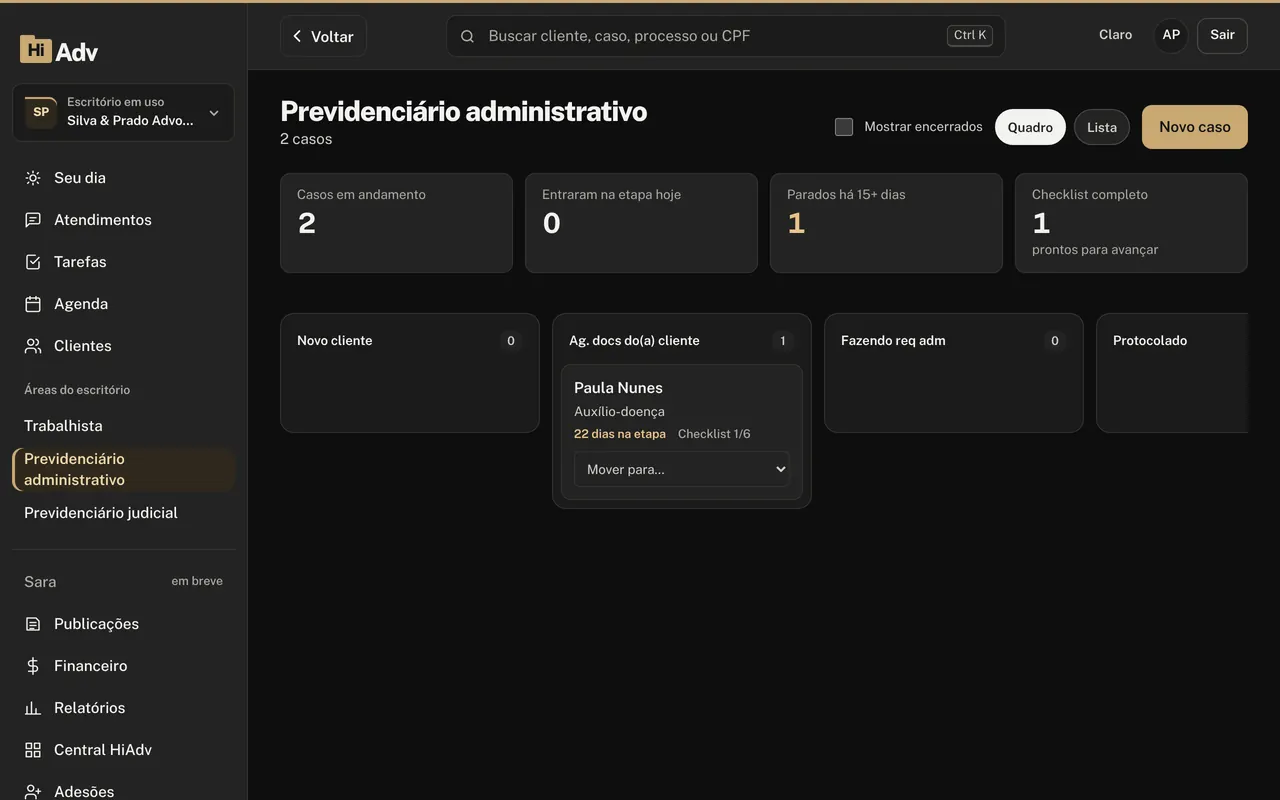 Hi Adv
SP
Escritório em uso
Silva & Prado Advo...
Seu dia
Atendimentos
Tarefas
Agenda
Clientes
Áreas do escritório
Trabalhista
Previdenciário
administrativo
Previdenciário judicial
Sara em breve
Publicações
Financeiro
Relatórios
Central HiAdv
Adesões
Voltar
Buscar cliente, caso, processo ou CPF
Ctrl K
Claro
AP
Sair
Previdenciário administrativo
2 casos
Mostrar encerrados
Quadro
Lista
Novo caso
Casos em andamento
2
Entraram na etapa hoje
0
Parados há 15+ dias
1
Checklist completo
1
prontos para avançar
Novo cliente 0
Ag. docs do(a) cliente 1
Paula Nunes
Auxílio-doença
22 dias na etapa Checklist 1/6
Mover para...
Fazendo req adm 0
Protocolado